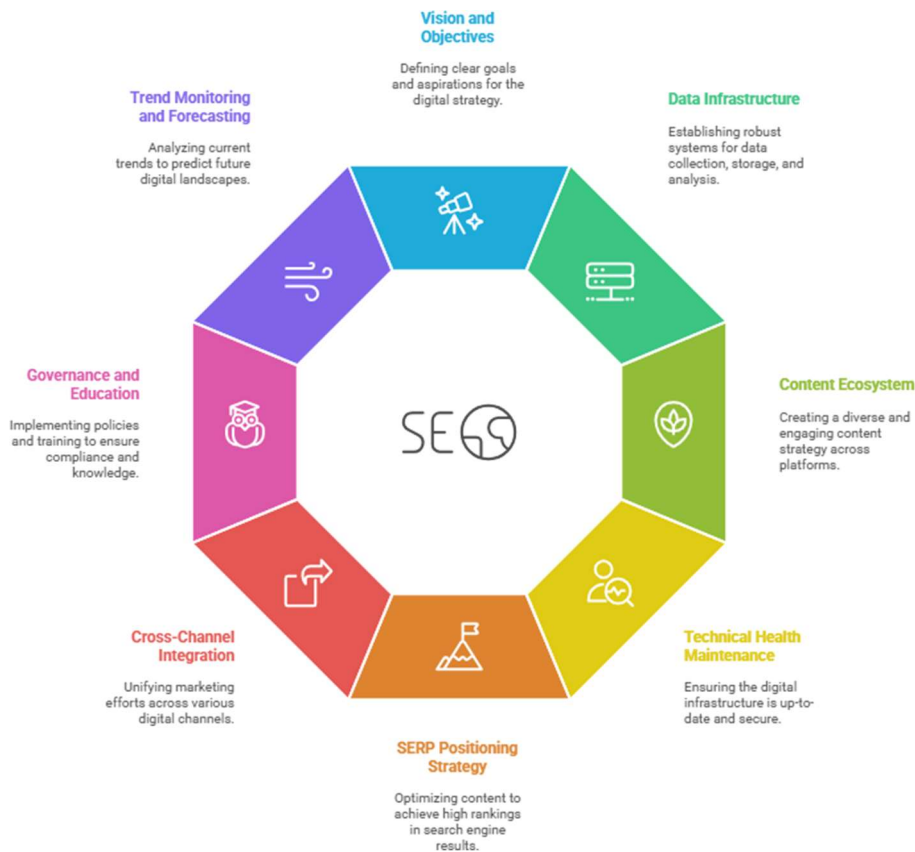 Vision and
Objectives
Defining clear goals
and aspirations for the
digital strategy.
Data Infrastructure
Establishing robust
systems for data
collection, storage, and
analysis.
Content Ecosystem
Creating a diverse and
engaging content
strategy across
platforms.
Technical Health
Maintenance
Ensuring the digital
infrastructure is up-to-
date and secure.
SERP Positioning
Strategy
Optimizing content to
achieve high rankings
in search engine
results.
Cross-Channel
Integration
Unifying marketing
efforts across various
digital channels.
Governance and
Education
Implementing policies
and training to ensure
compliance and
knowledge.
Trend Monitoring
and Forecasting
Analyzing current
trends to predict future
digital landscapes.
SEO